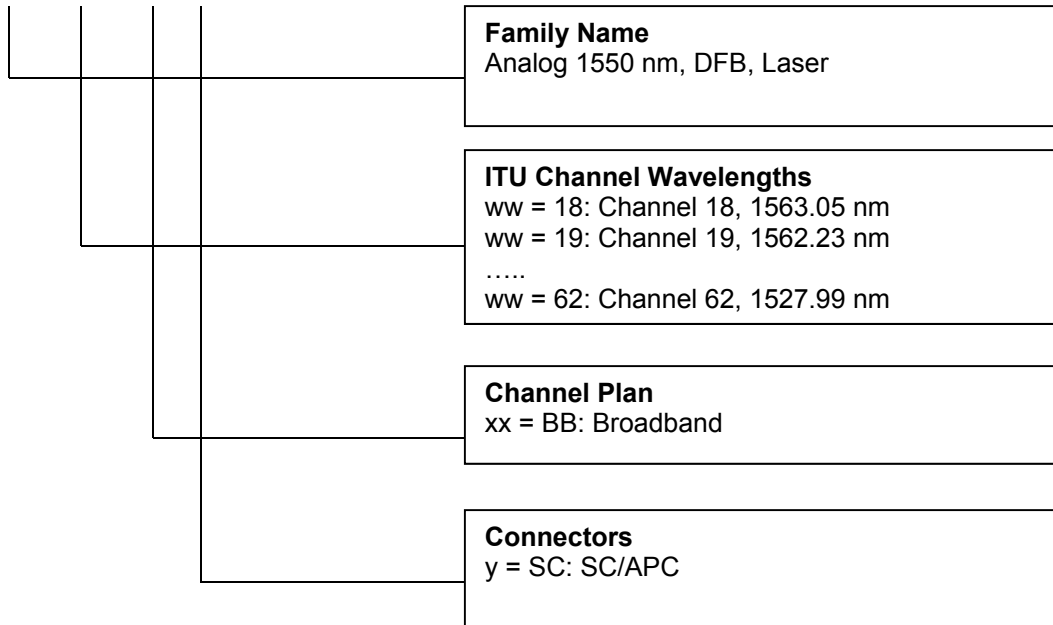 Family Name
Analog 1550 nm, DFB, Laser
ITU Channel Wavelengths
ww = 18: Channel 18, 1563.05 nm
ww = 19: Channel 19, 1562.23 nm
…..
ww = 62: Channel 62, 1527.99 nm
Channel Plan
xx = BB: Broadband
Connectors
y = SC: SC/APC